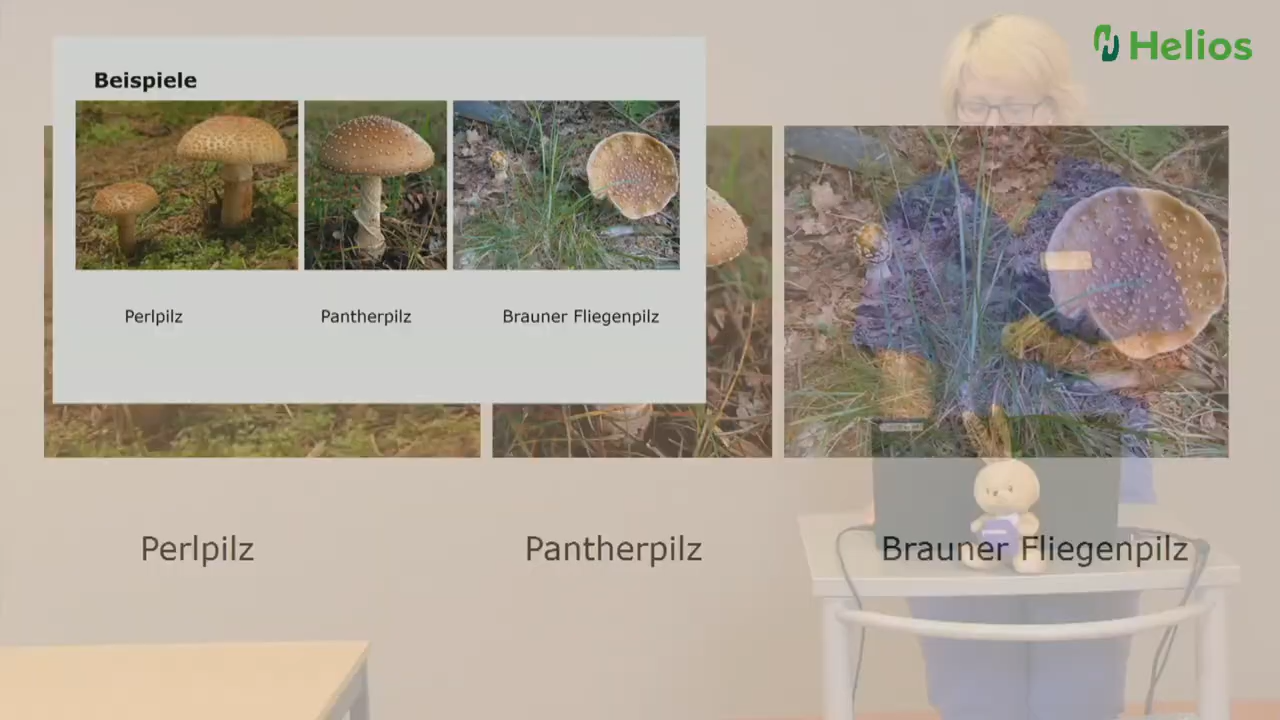 Helios
Beispiele
Perlpilz
Pantherpilz
Brauner Fliegenpilz
Perlpilz
Pantherpilz
Brauner Fliegenpilz